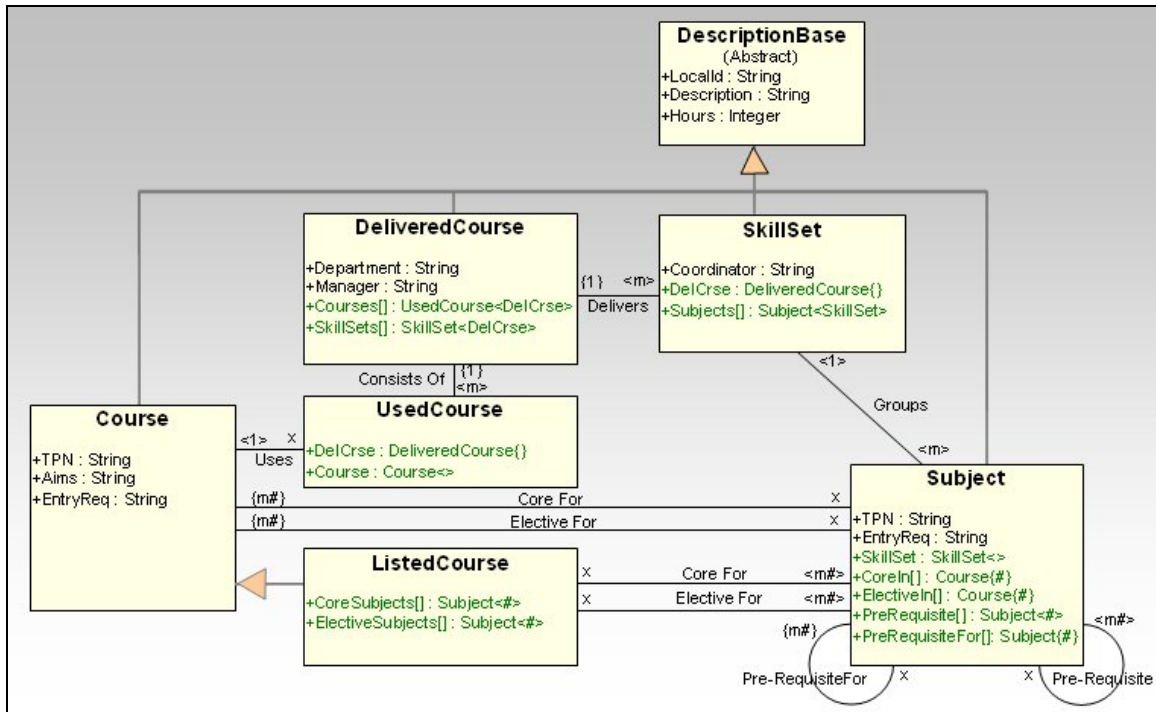 DescriptionBase
(Abstract)
+LocalId : String
+Description : String
+Hours : Integer
DeliveredCourse
+Department : String
+Manager : String
+Courses[] : UsedCourse<DelCrse>
+SkillSets[] : SkillSet<DelCrse>
{1} <m>
Delivers
SkillSet
+Coordinator : String
+DelCrse : DeliveredCourse{}
+Subjects[] : Subject<SkillSet>
<1>
Groups
<m>
Consists Of
{1}
<m>
Course
+TPN : String
+Aims : String
+EntryReq : String
<1> X
Uses
UsedCourse
+DelCrse : DeliveredCourse{}
+Course : Course<>
{m#} Core For X
{m#} Elective For X
Subject
+TPN : String
+EntryReq : String
+SkillSet : SkillSet<>
+CoreIn[] : Course{#}
+ElectiveIn[] : Course{#}
+PreRequisite[] : Subject<#>
+PreRequisiteFor[]: Subject{#}
ListedCourse
+CoreSubjects[] : Subject<#>
+ElectiveSubjects[] : Subject<#>
X Core For <m#>
X Elective For <m#>
{m#}
<m#>
Pre-RequisiteFor X
X Pre-Requisite